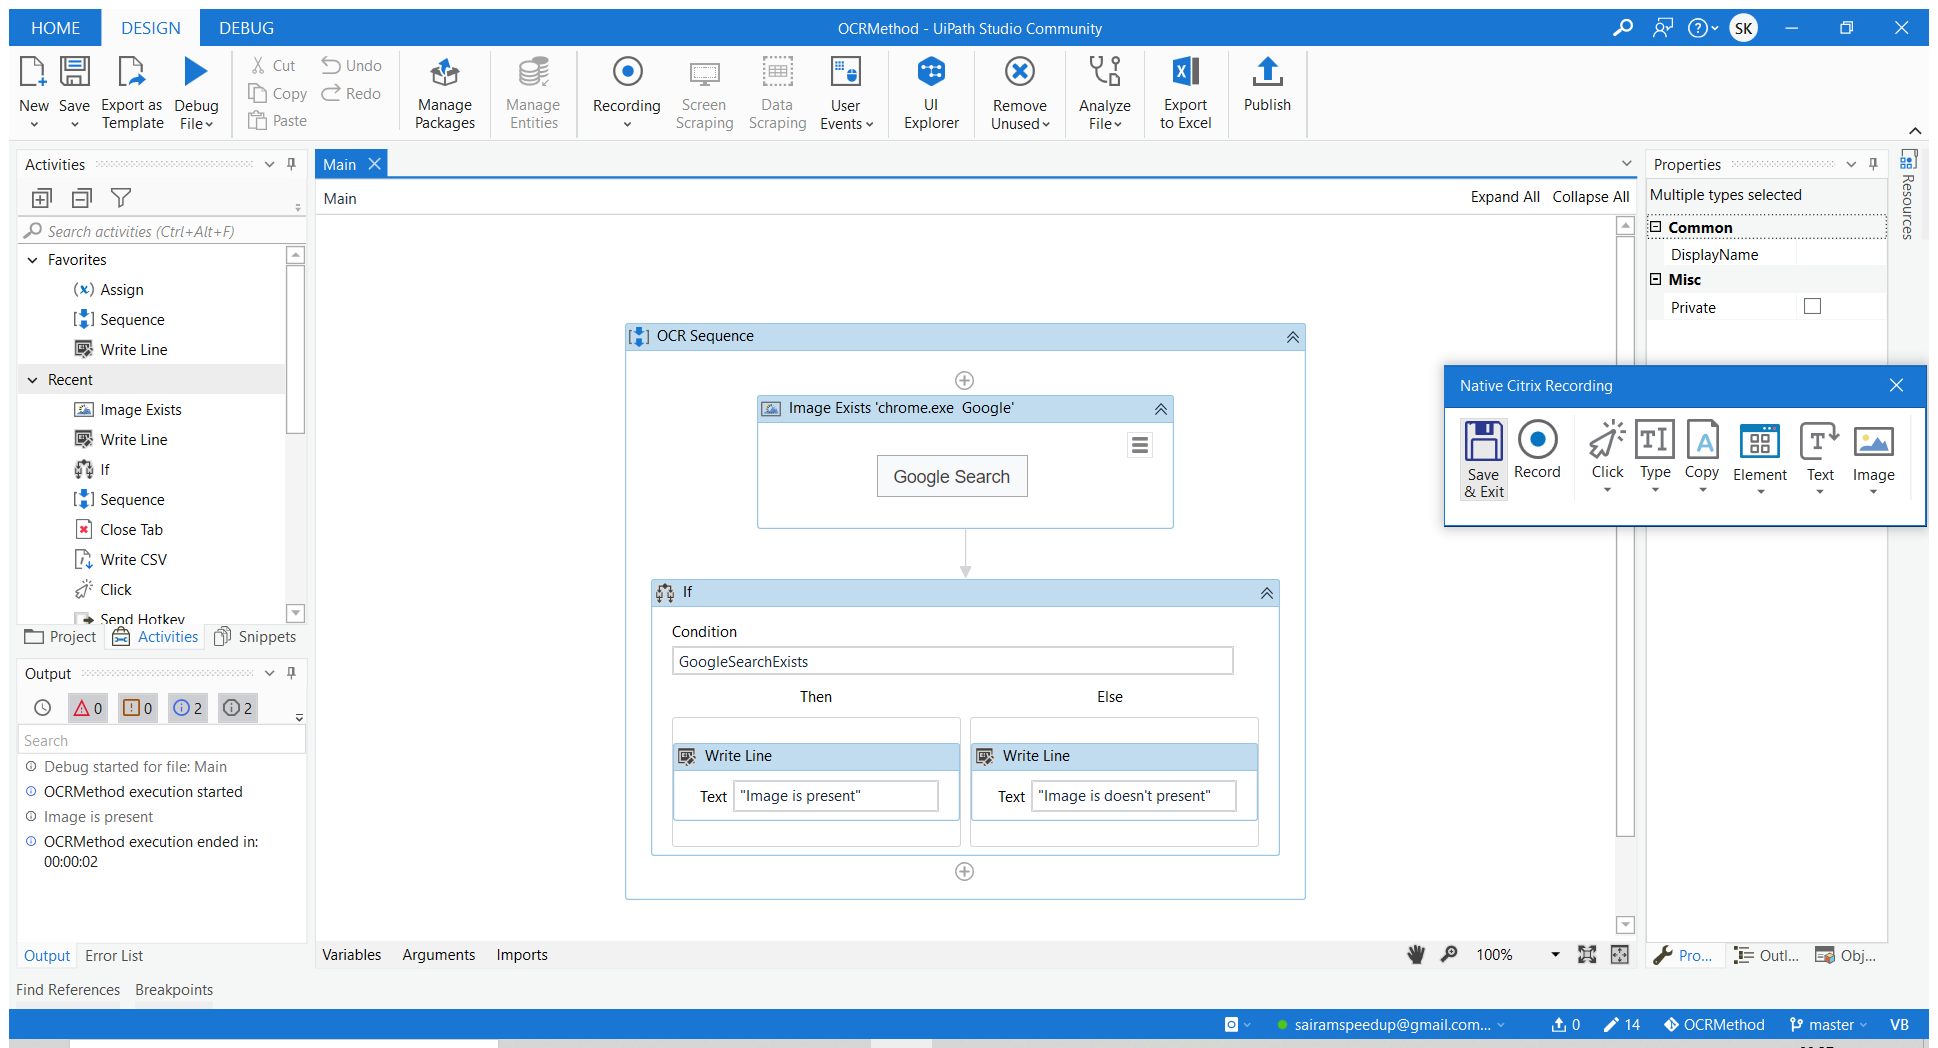 HOME DESIGN DEBUG OCRMethod - UiPath Studio Community SK
New Save Export as Template Debug File Cut Copy Paste Undo Redo Manage Packages Manage Entities Recording Screen Scraping Data Scraping User Events UI Explorer Remove Unused Analyze File Export to Excel Publish
Activities
Search activities (Ctrl+Alt+F)
Favorites
(x) Assign
Sequence
Write Line
Recent
Image Exists
Write Line
If
Sequence
Close Tab
Write CSV
Click
Send Hotkey
Project Activities Snippets
Output
0 0 2 2
Search
Debug started for file: Main
OCRMethod execution started
Image is present
OCRMethod execution ended in:
00:00:02
Output Error List
Find References Breakpoints
Main
Main Expand All Collapse All
OCR Sequence
Image Exists 'chrome.exe Google'
Google Search
If
Condition
GoogleSearchExists
Then Else
Write Line Write Line
Text "Image is present" Text "Image is doesn't present"
Variables Arguments Imports 100%
Properties
Multiple types selected
Common
DisplayName
Misc
Private
Resources
Native Citrix Recording
Save & Exit Record Click Type Copy Element Text Image
Pro... Outl... Obj...
sairamspeedup@gmail.com... 0 14 OCRMethod master VB